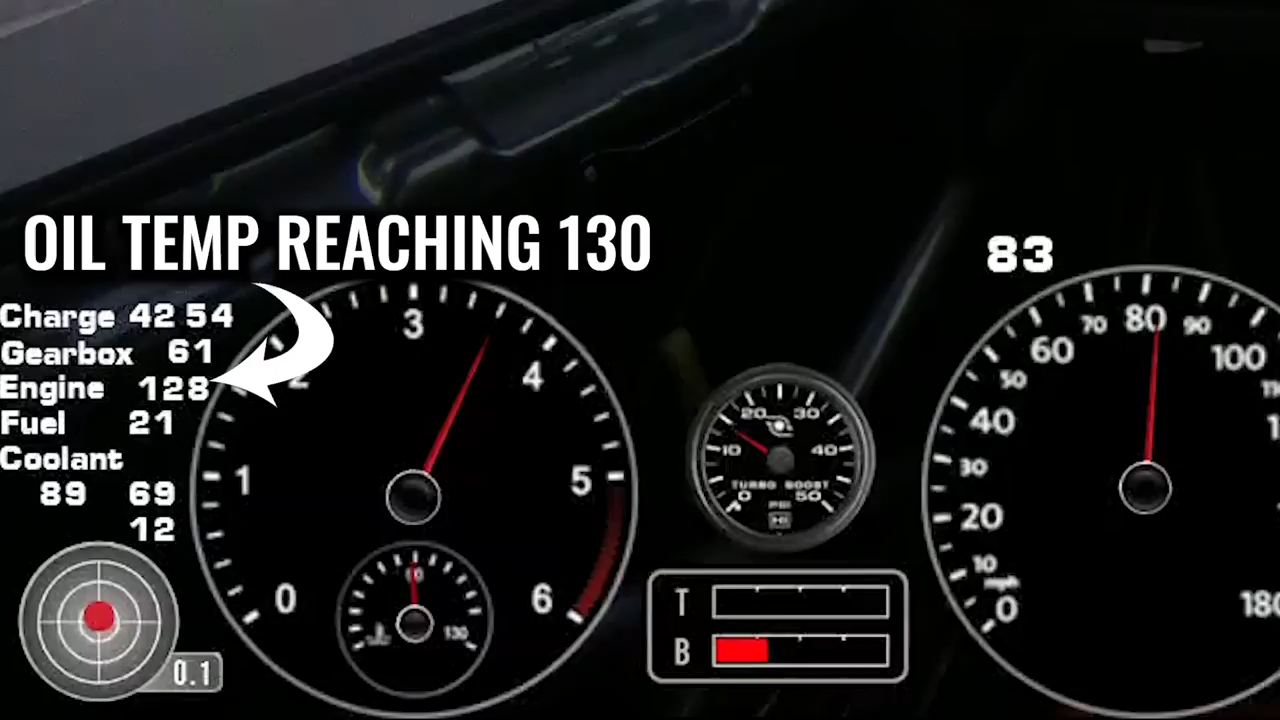 OIL TEMP REACHING 130
83
Charge 42 54
Gearbox 61
Engine 128
Fuel 21
Coolant
89 69
12
0.1
0 1 2 3 4 5 6
130
0 10 20 30 40 50
TURBO BOOST
PSI
T
B
0 10 20 30 40 50 60 70 80 90 100 180
mph